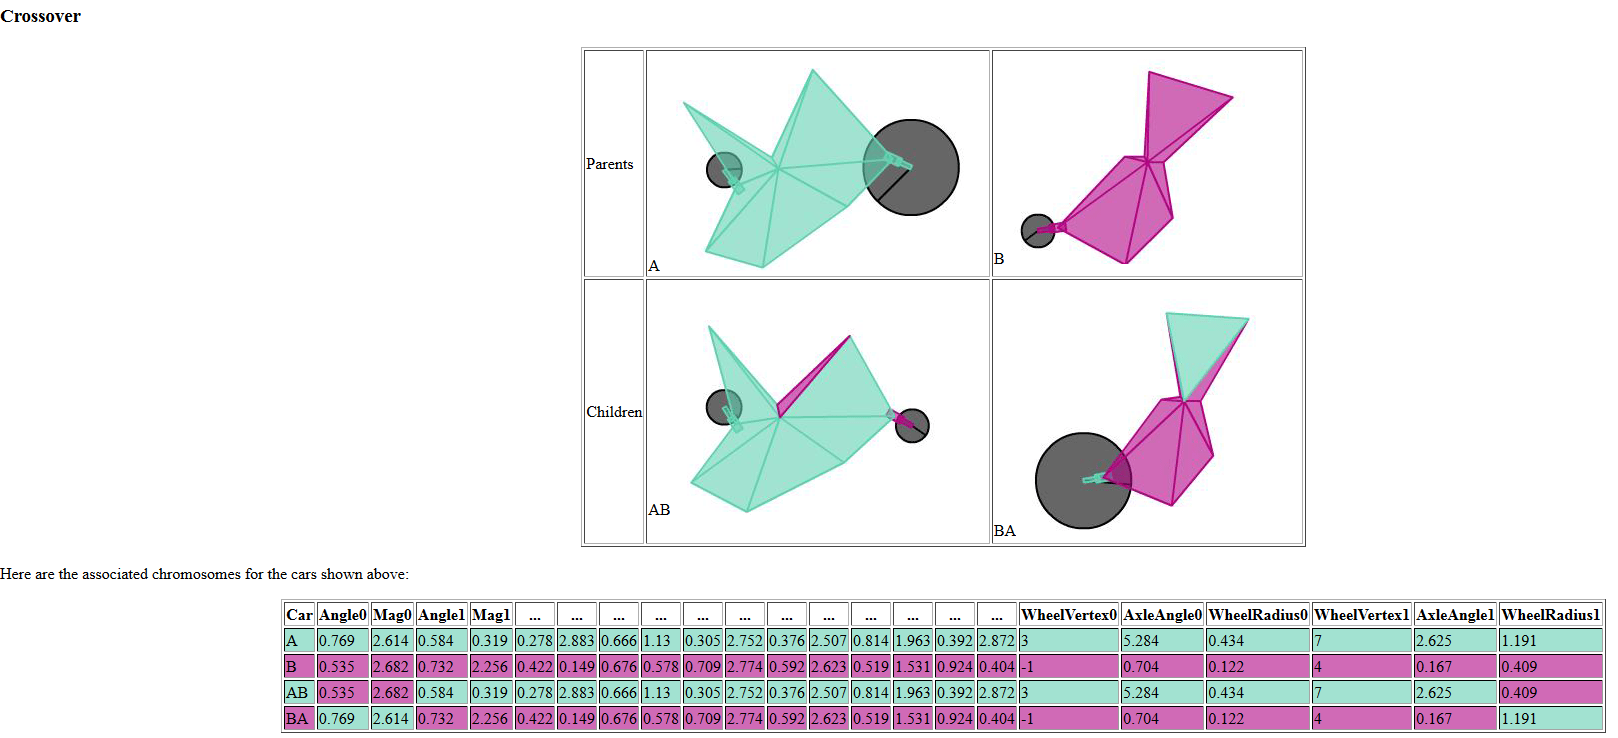 Crossover
Parents
A
B
Children
AB
BA
Here are the associated chromosomes for the cars shown above:
Car Angle0 Mag0 Angle1 Mag1 ... ... ... ... ... ... ... ... ... ... ... ... WheelVertex0 AxleAngle0 WheelRadius0 WheelVertex1 AxleAngle1 WheelRadius1
A 0.769 2.614 0.584 0.319 0.278 2.883 0.666 1.13 0.305 2.752 0.376 2.507 0.814 1.963 0.392 2.872 3 5.284 0.434 7 2.625 1.191
B 0.535 2.682 0.732 2.256 0.422 0.149 0.676 0.578 0.709 2.774 0.592 2.623 0.519 1.531 0.924 0.404 -1 0.704 0.122 4 0.167 0.409
AB 0.535 2.682 0.584 0.319 0.278 2.883 0.666 1.13 0.305 2.752 0.376 2.507 0.814 1.963 0.392 2.872 3 5.284 0.434 7 2.625 0.409
BA 0.769 2.614 0.732 2.256 0.422 0.149 0.676 0.578 0.709 2.774 0.592 2.623 0.519 1.531 0.924 0.404 -1 0.704 0.122 4 0.167 1.191